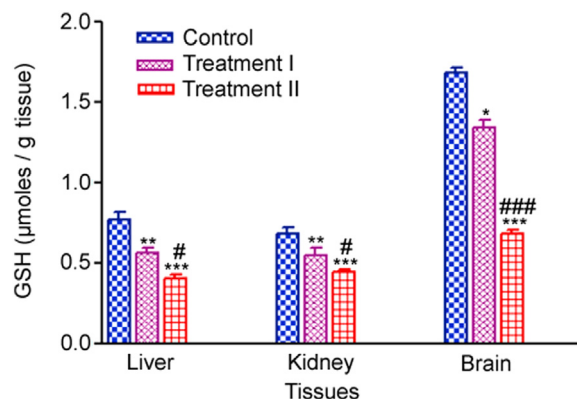 2.0
1.5
1.0
0.5
0.0
GSH (μmoles / g tissue)
Control
Treatment I
Treatment II
** # ***
** # ***
* ### ***
Liver Kidney Brain
Tissues